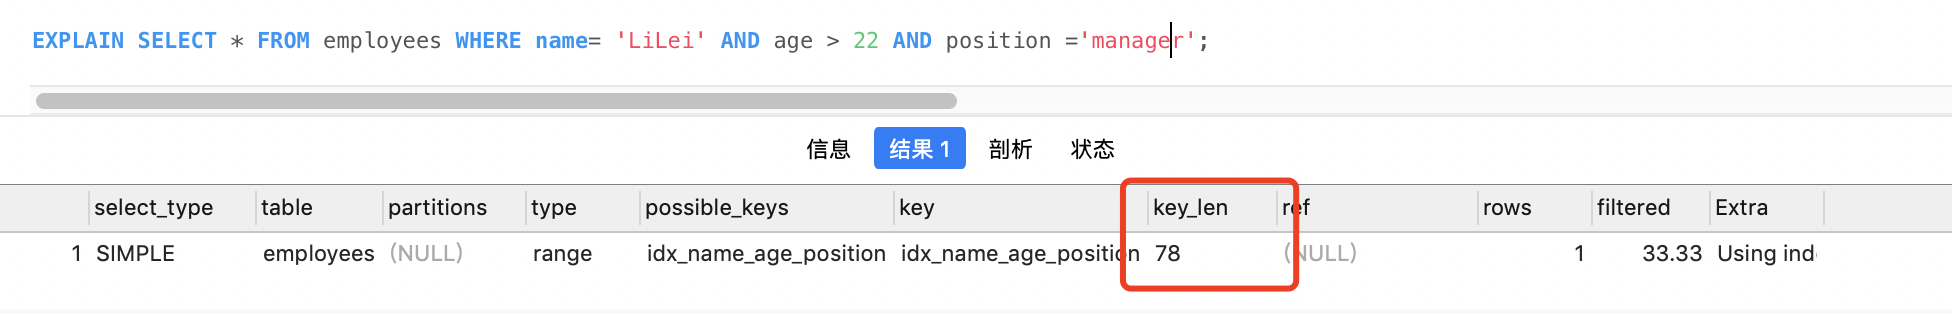 EXPLAIN SELECT * FROM employees WHERE name= 'LiLei' AND age > 22 AND position ='manager';
信息 结果 1 剖析 状态
select_type table partitions type possible_keys key key_len ref rows filtered Extra
1 SIMPLE employees (NULL) range idx_name_age_position idx_name_age_position 78 (NULL) 1 33.33 Using ind